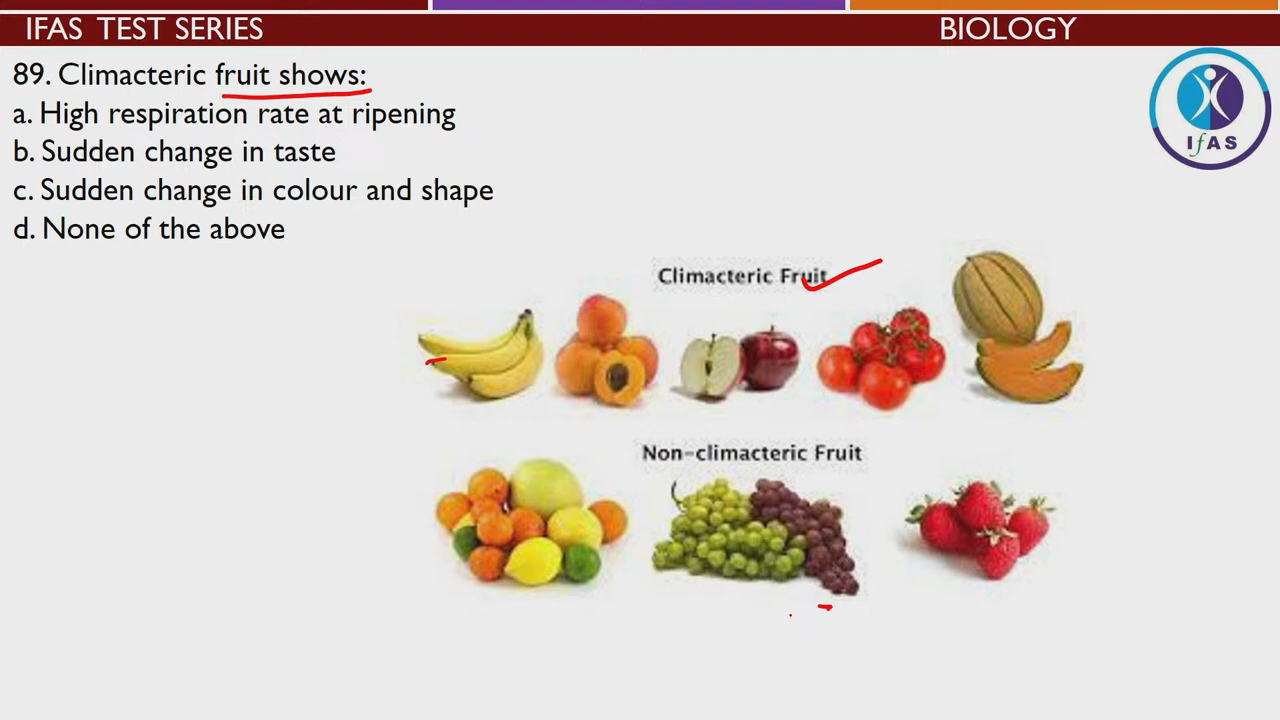 IFAS TEST SERIES
BIOLOGY
89. Climacteric fruit shows:
a. High respiration rate at ripening
b. Sudden change in taste
c. Sudden change in colour and shape
d. None of the above
IfAS
Climacteric Fruit
Non-climacteric Fruit